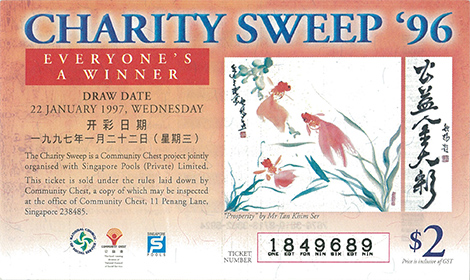 CHARITY SWEEP ‘96
EVERYONE'S
A WINNER
DRAW DATE
22 JANUARY 1997, WEDNESDAY
开彩日期
一九九七年一月二十二日（星期三）
The Charity Sweep is a Community Chest project jointly
organised with Singapore Pools (Private) Limited.
This ticket is sold under the rules laid down by
Community Chest, a copy of which may be inspected
at the office of Community Chest, 11 Penang Lane,
Singapore 238485.
"Prosperity" by Mr Tan Khim Ser
COMMUNITY CHEST
SINGAPORE
POOLS
TICKET
NUMBER
1849689
ONE EGT FOR NIN SIX EGT NIN
$2
Price is inclusive of GST